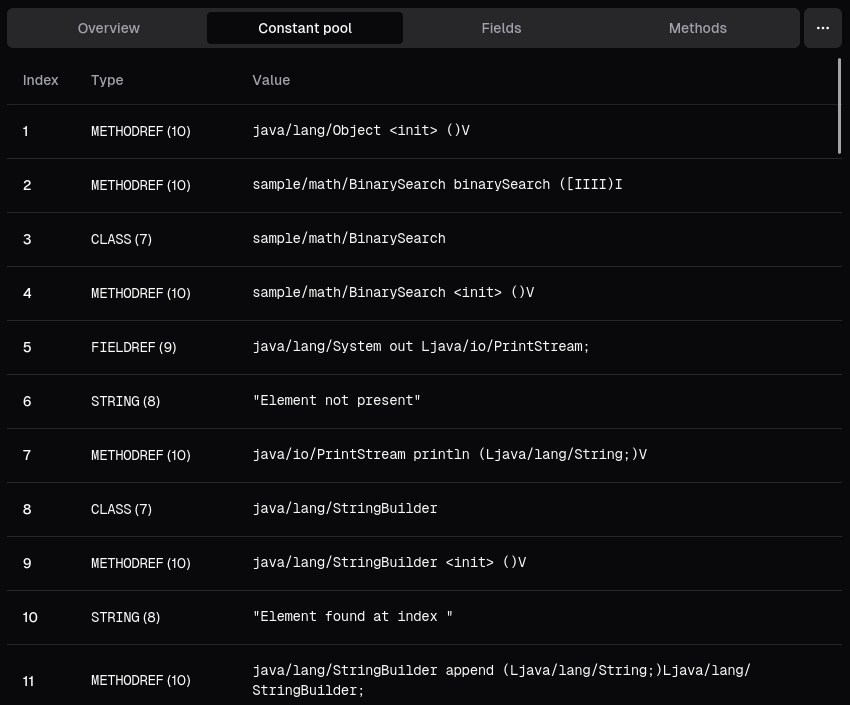 Overview Constant pool Fields Methods ...
Index Type Value
1 METHODREF (10) java/lang/Object <init> ()V
2 METHODREF (10) sample/math/BinarySearch binarySearch ([IIII)I
3 CLASS (7) sample/math/BinarySearch
4 METHODREF (10) sample/math/BinarySearch <init> ()V
5 FIELDREF (9) java/lang/System out Ljava/io/PrintStream;
6 STRING (8) "Element not present"
7 METHODREF (10) java/io/PrintStream println (Ljava/lang/String;)V
8 CLASS (7) java/lang/StringBuilder
9 METHODREF (10) java/lang/StringBuilder <init> ()V
10 STRING (8) "Element found at index "
11 METHODREF (10) java/lang/StringBuilder append (Ljava/lang/String;)Ljava/lang/
StringBuilder;